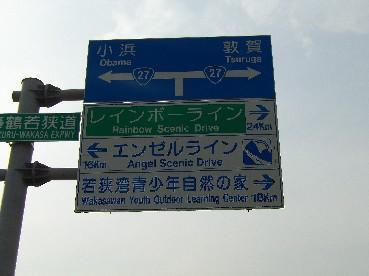 小浜 敦賀
Obama Tsuruga
27 27
鶴若狭道
ZURU-WAKASA EXPWY
レインボーライン
Rainbow Scenic Drive 24Km
エンゼルライン
16Km Angel Scenic Drive
若狭湾青少年自然の家
Wakasawan Youth Outdoor Learning Center 18Km